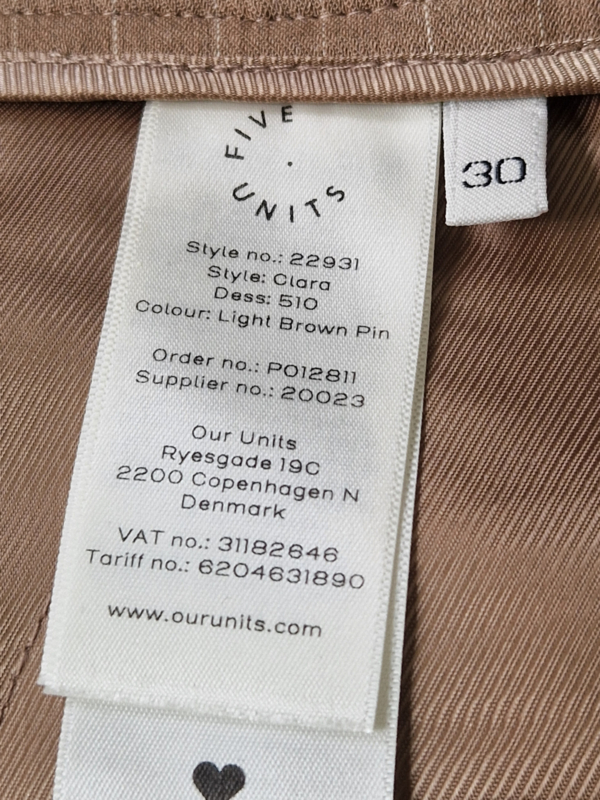 FIVE
UNITS
30
Style no.: 22931
Style: Clara
Dess: 510
Colour: Light Brown Pin
Order no.: PO12811
Supplier no.: 20023
Our Units
Ryesgade 19C
2200 Copenhagen N
Denmark
VAT no.: 31182646
Tariff no.: 6204631890
www.ourunits.com